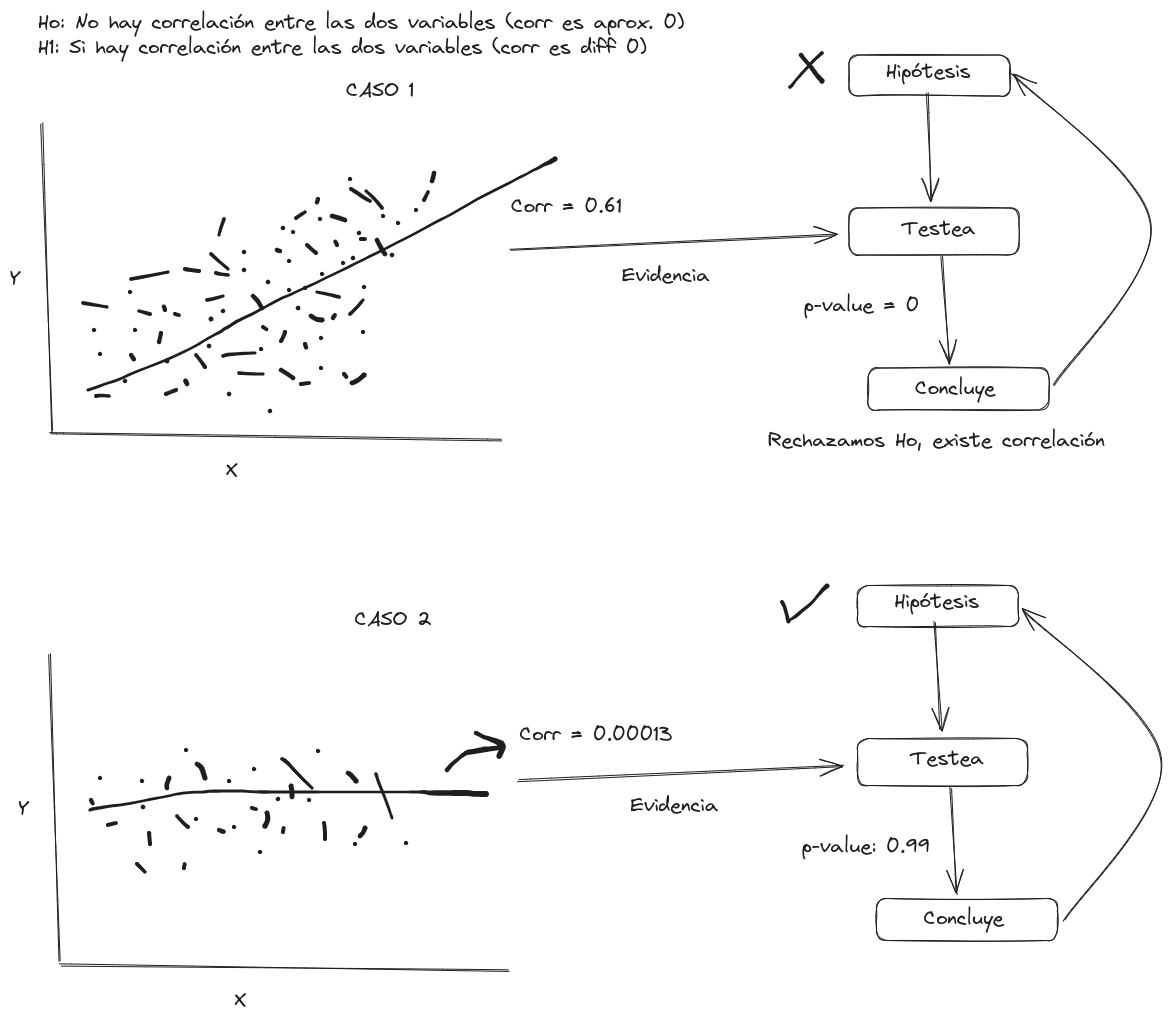 Ho: No hay correlación entre las dos variables (corr es aprox. 0)
H1: Si hay correlación entre las dos variables (corr es diff 0)
CASO 1
Hipótesis
Corr = 0.61
Testea
Y
Evidencia
p-value = 0
Concluye
Rechazamos Ho, existe correlación
X
CASO 2
Hipótesis
Corr = 0.00013
Testea
Y
Evidencia
p-value: 0.99
Concluye
X